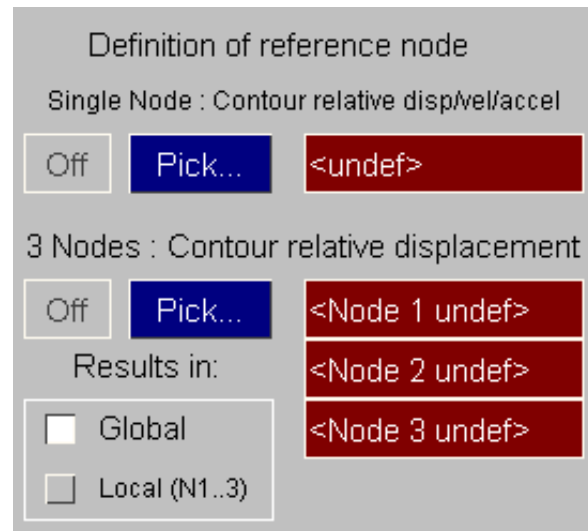 Definition of reference node
Single Node : Contour relative disp/vel/accel
Off Pick... <undef>
3 Nodes : Contour relative displacement
Off Pick... <Node 1 undef>
Results in: <Node 2 undef>
Global <Node 3 undef>
Local (N1..3)